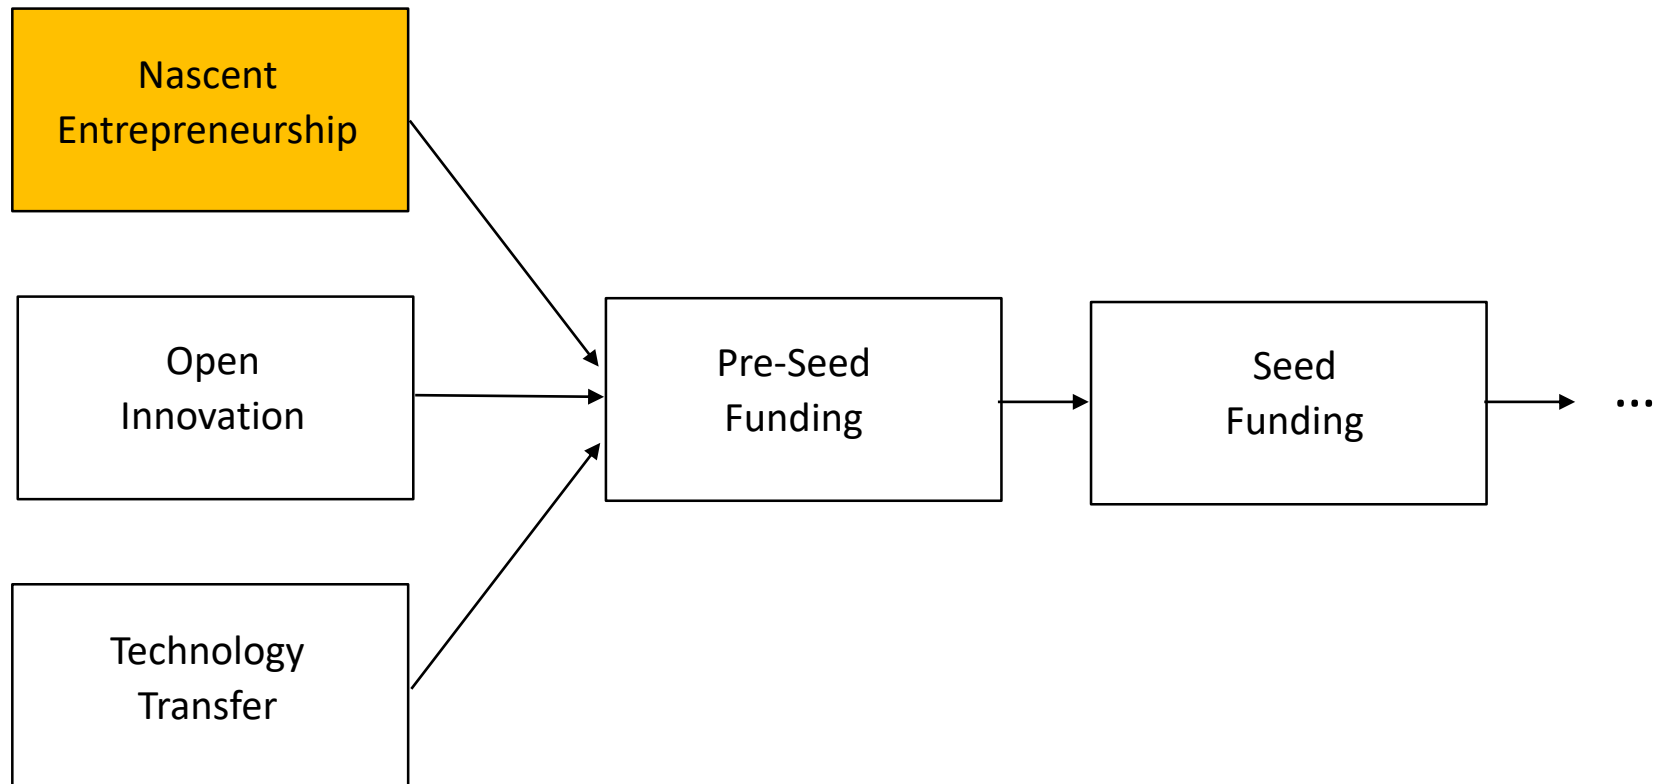 Nascent
Entrepreneurship
Open
Innovation
Technology
Transfer
Pre-Seed
Funding
Seed
Funding
...